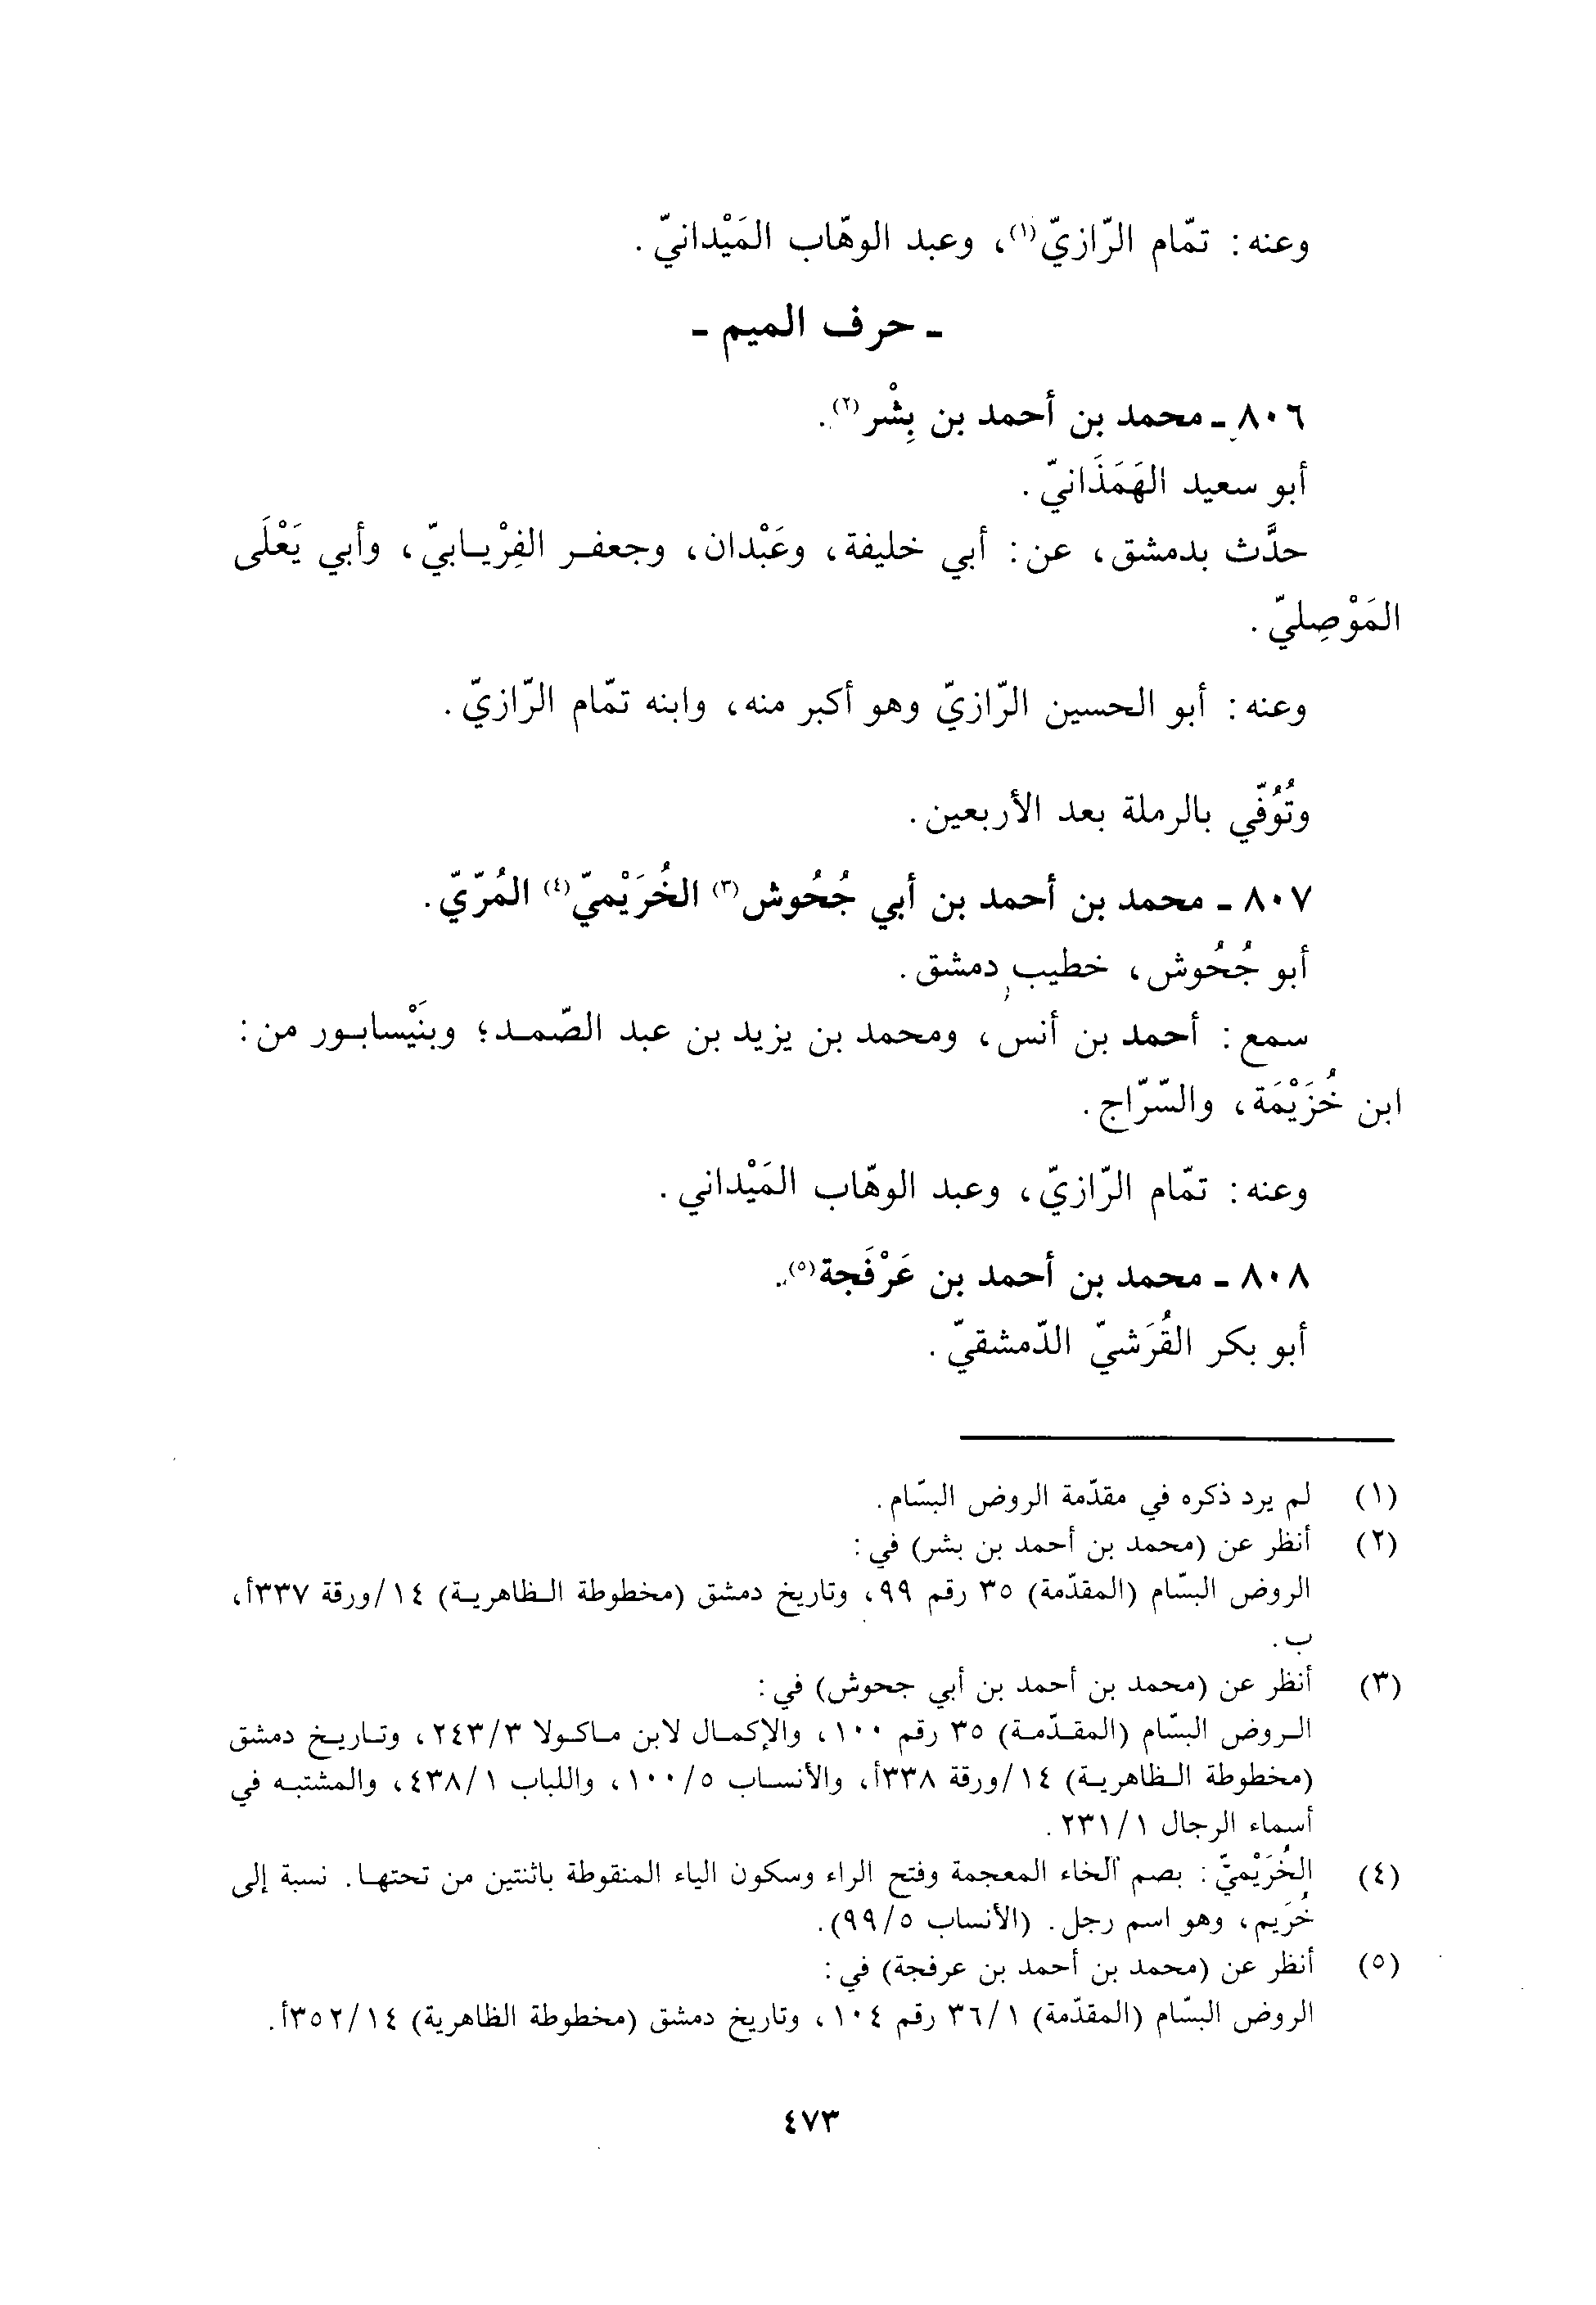 وعنه: تمّام الرّازيّ(١)، وعبد الوهّاب المَيْدانيّ.
ـ حرف الميم ـ
٨٠٦ ـ محمد بن أحمد بن بِشْر(٢).
أبو سعيد الهَمَذَانيّ.
حدَّث بدمشق، عن: أبي خليفة، وعَبْدان، وجعفر الفِرْيابيّ، وأبي يَعْلَى
المَوْصِليّ.
وعنه: أبو الحسين الرّازيّ وهو أكبر منه، وابنه تمّام الرّازيّ.
وتُوُفّي بالرملة بعد الأربعين.
٨٠٧ ـ محمد بن أحمد بن أبي جُحُوش(٣) الخُرَيْميّ(٤) المُرّيّ.
أبو جُحُوش، خطيب دمشق.
سمع: أحمد بن أنس، ومحمد بن يزيد بن عبد الصّمد؛ وبنَيْسابور من:
ابن خُزَيْمَة، والسّرّاج.
وعنه: تمّام الرّازيّ، وعبد الوهّاب المَيْداني.
٨٠٨ ـ محمد بن أحمد بن عَرْفَجة(٥).
أبو بكر القُرَشيّ الدّمشقيّ.
(١) لم يرد ذكره في مقدّمة الروض البسّام.
(٢) أنظر عن (محمد بن أحمد بن بشر) في:
الروض البسّام (المقدّمة) ٣٥ رقم ٩٩، وتاريخ دمشق (مخطوطة الظاهرية) ١٤/ورقة ٣٣٧أ،
ب.
(٣) أنظر عن (محمد بن أحمد بن أبي جحوش) في:
الروض البسّام (المقدّمة) ٣٥ رقم ١٠٠، والإكمال لابن ماكولا ٢٤٣/٣، وتاريخ دمشق
(مخطوطة الظاهرية) ١٤/ورقة ٣٣٨أ، والأنساب ١٠٠/٥، واللباب ٤٣٨/١، والمشتبه في
أسماء الرجال ٢٣١/١.
(٤) الخُرَيْميّ: بصم الخاء المعجمة وفتح الراء وسكون الياء المنقوطة باثنتين من تحتها. نسبة إلى
خُرَيم، وهو اسم رجل. (الأنساب ٩٩/٥).
(٥) أنظر عن (محمد بن أحمد بن عرفجة) في:
الروض البسّام (المقدّمة) ٣٦/١ رقم ١٠٤، وتاريخ دمشق (مخطوطة الظاهرية) ٣٥٢/١٤أ.
٤٧٣